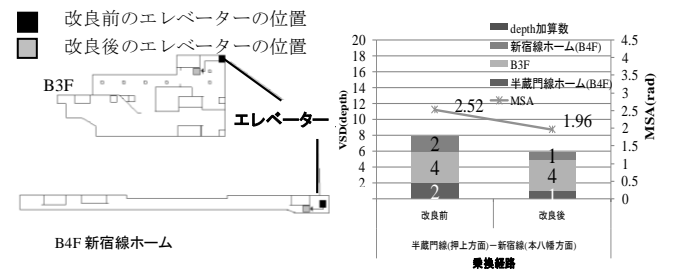 改良前のエレベーターの位置
改良後のエレベーターの位置
B3F
エレベーター
B4F 新宿線ホーム
depth加算数
新宿線ホーム(B4F)
B3F
半蔵門線ホーム(B4F)
MSA
VSD(depth)
20
18
16
14
12
10
8
6
4
2
2.52
1.96
2
4
2
1
4
1
4.5
4
3.5
3
2.5
2
1.5
1
0.5
0
MSA(rad)
改良前
改良後
半蔵門線(押上方面)－新宿線(本八幡方面)
乗換経路